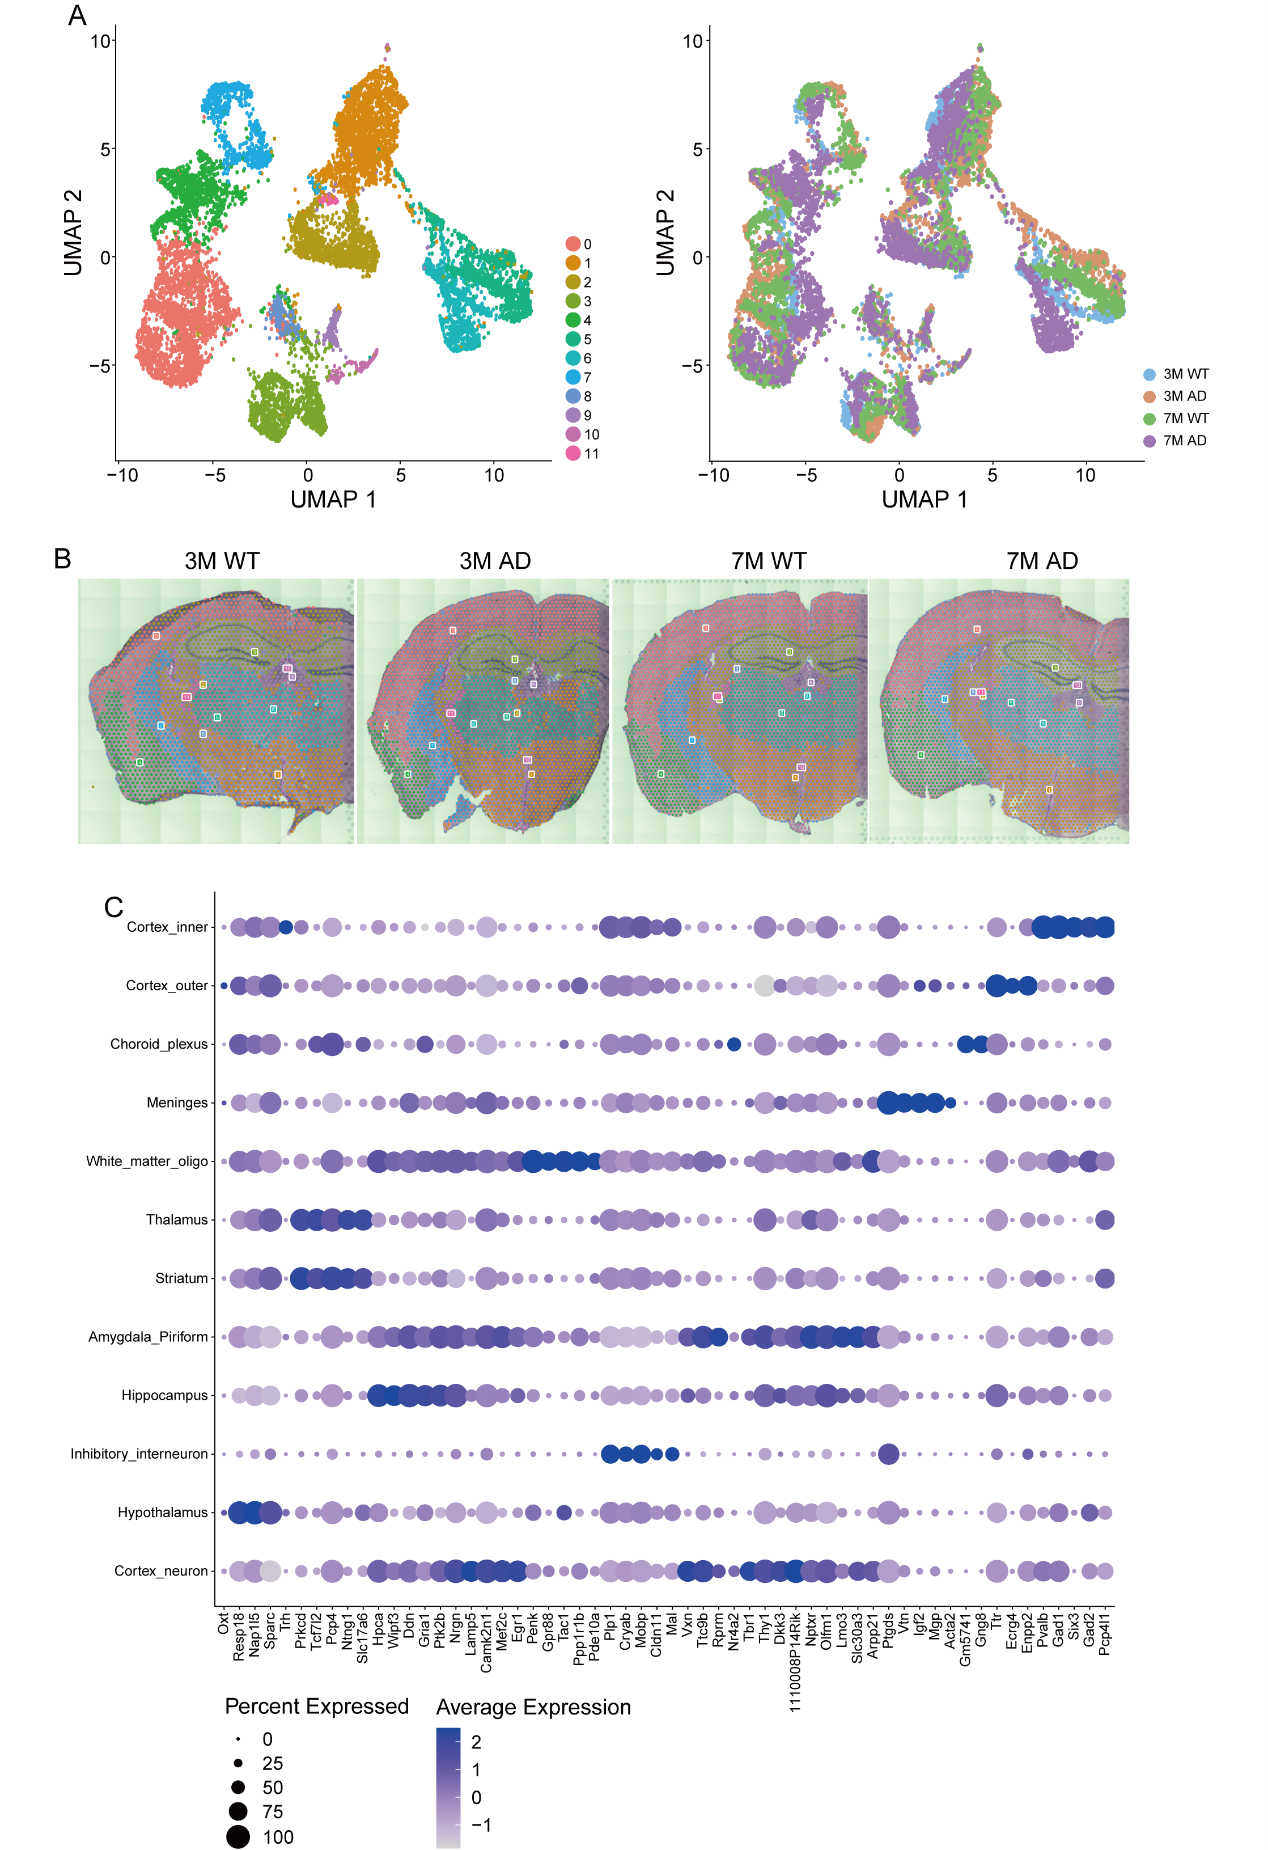 A
10
5
0
−5
UMAP 2
−10
−5
0
5
10
UMAP 1
0
1
2
3
4
5
6
7
8
9
10
11
10
5
0
−5
UMAP 2
−10
−5
0
5
10
UMAP 1
3M WT
3M AD
7M WT
7M AD
B
3M WT
3M AD
7M WT
7M AD
C
Cortex_inner
Cortex_outer
Choroid_plexus
Meninges
White_matter_oligo
Thalamus
Striatum
Amygdala_Piriform
Hippocampus
Inhibitory_interneuron
Hypothalamus
Cortex_neuron
Oxt
Resp18
Nap1l5
Sparc
Trh
Prkcd
Tcf7l2
Pcp4
Ntng1
Slc17a6
Hpca
Wipf3
Ddn
Gria1
Ptk2b
Nrgn
Lamp5
Camk2n1
Mef2c
Egr1
Penk
Gpr88
Tac1
Ppp1r1b
Pde10a
Plp1
Cryab
Mobp
Cldn11
Mal
Vxn
Ttc9b
Rprm
Nr4a2
Tbr1
Thy1
Dkk3
1110008P14Rik
Nptxr
Olfm1
Lmo3
Slc30a3
Arpp21
Ptgds
Vtn
Igf2
Mgp
Acta2
Gm5741
Gng8
Ttr
Ecrg4
Enpp2
Pvalb
Gad1
Six3
Gad2
Pcp4l1
Percent Expressed
0
25
50
75
100
Average Expression
2
1
0
−1